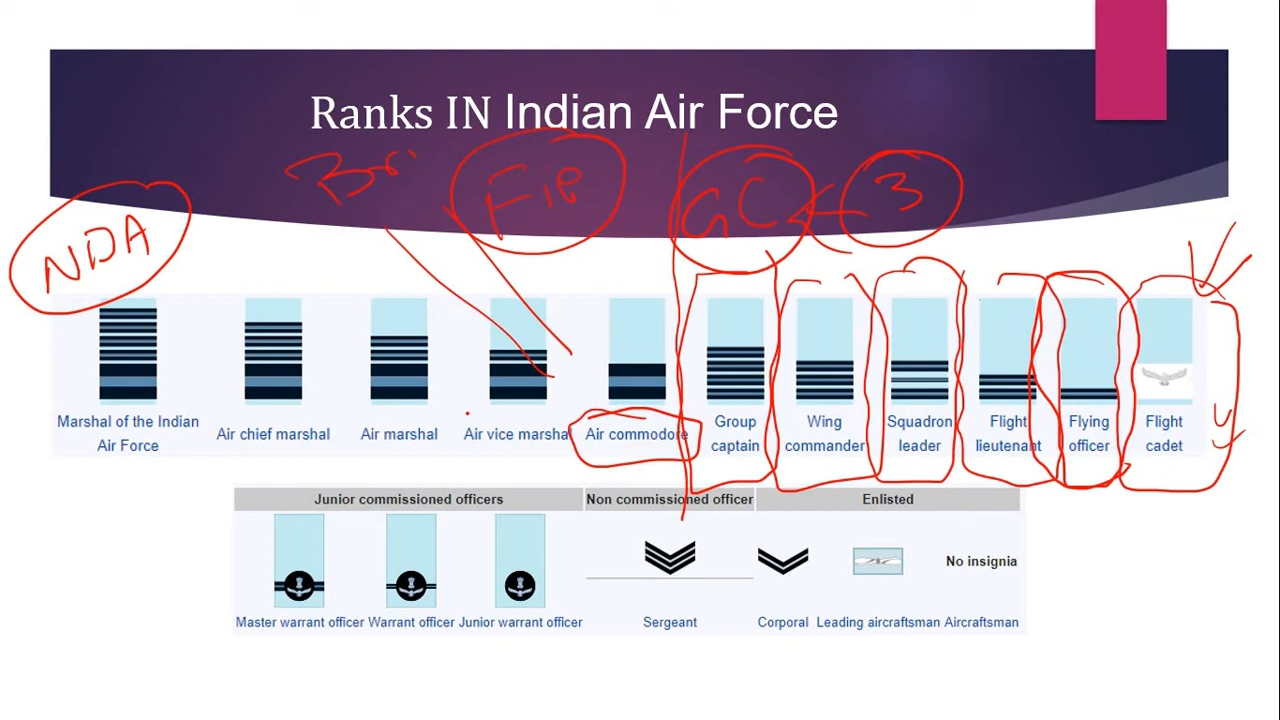 Ranks IN Indian Air Force
GC
3
NDA
Marshal of the Indian Air Force
Air chief marshal
Air marshal
Air vice marshal
Air commodore
Group captain
Wing commander
Squadron leader
Flight lieutenant
Flying officer
Flight cadet
Junior commissioned officers
Non commissioned officer
Enlisted
No insignia
Master warrant officer
Warrant officer
Junior warrant officer
Sergeant
Corporal
Leading aircraftsman
Aircraftsman